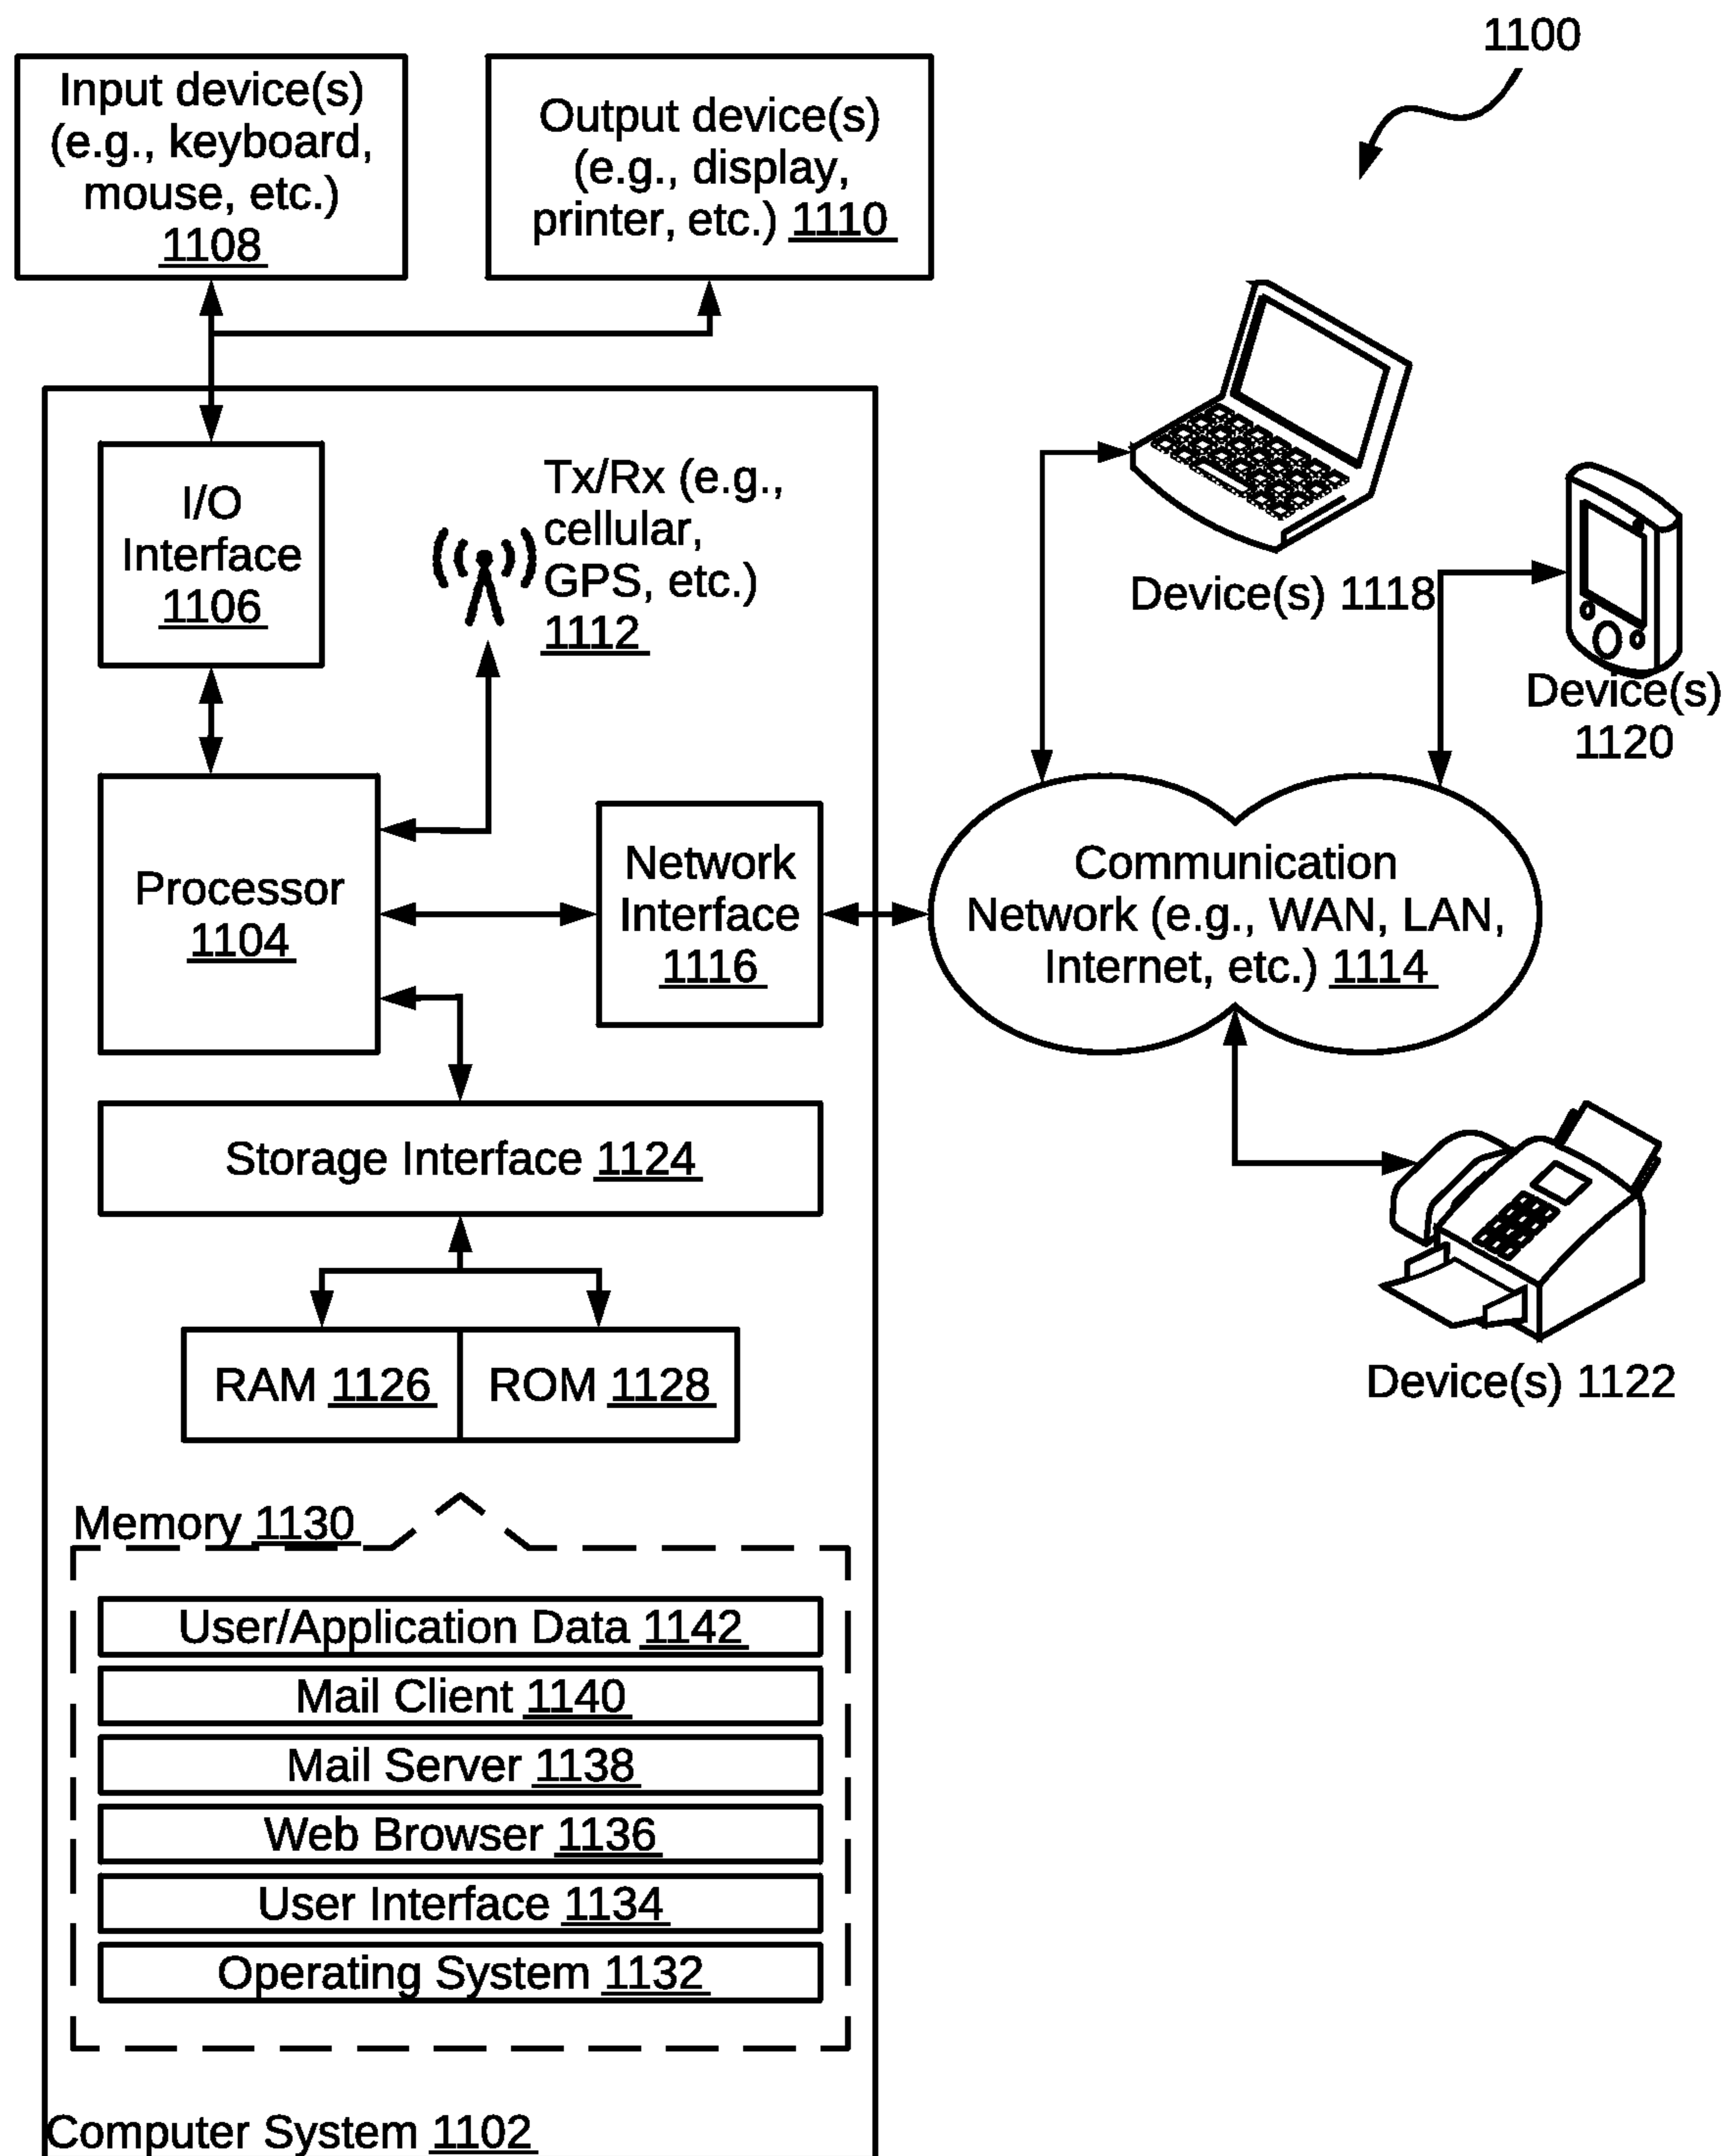 1100
Input device(s)
(e.g., keyboard,
mouse, etc.)
1108
Output device(s)
(e.g., display,
printer, etc.) 1110
I/O
Interface
1106
Tx/Rx (e.g.,
cellular,
GPS, etc.)
1112
Device(s) 1118
Device(s)
1120
Processor
1104
Network
Interface
1116
Communication
Network (e.g., WAN, LAN,
Internet, etc.) 1114
Storage Interface 1124
RAM 1126
ROM 1128
Device(s) 1122
Memory 1130
User/Application Data 1142
Mail Client 1140
Mail Server 1138
Web Browser 1136
User Interface 1134
Operating System 1132
Computer System 1102